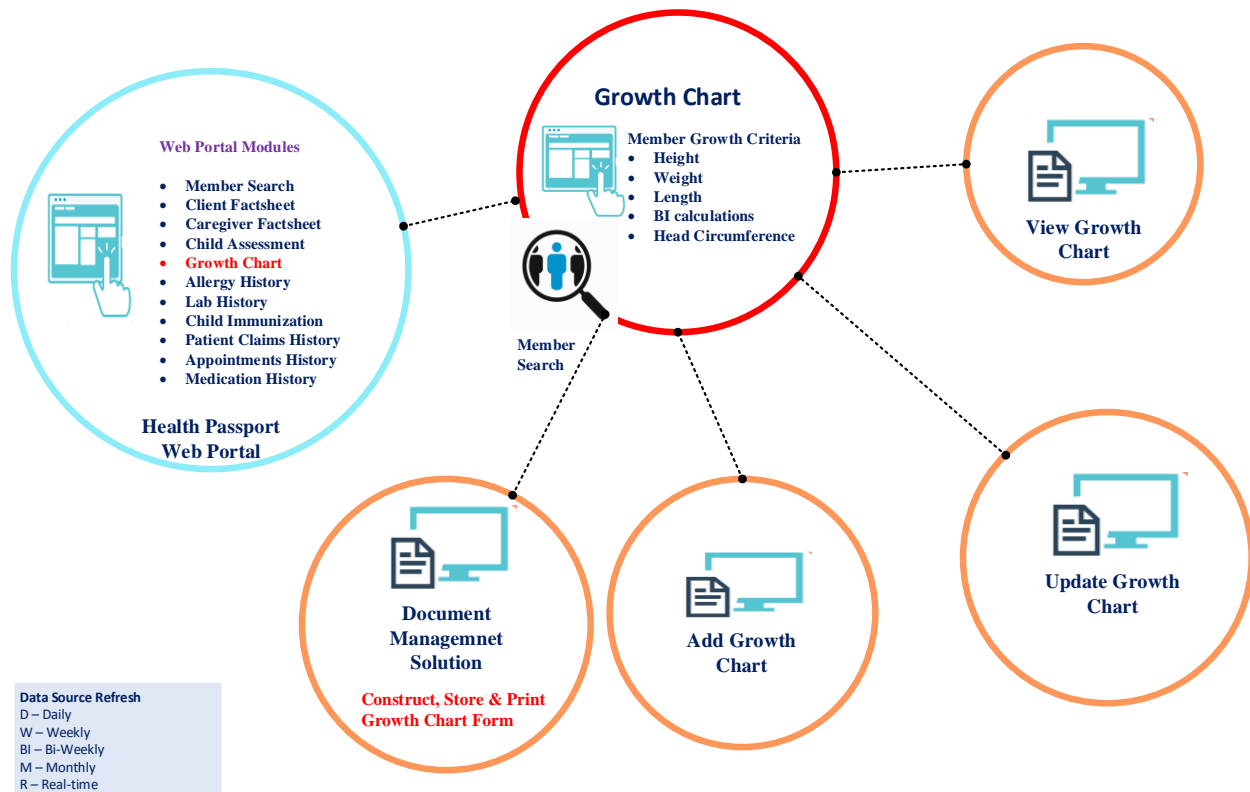 Web Portal Modules
• Member Search
• Client Factsheet
• Caregiver Factsheet
• Child Assessment
• Growth Chart
• Allergy History
• Lab History
• Child Immunization
• Patient Claims History
• Appointments History
• Medication History
Health Passport
Web Portal
Growth Chart
Member Growth Criteria
• Height
• Weight
• Length
• BI calculations
• Head Circumference
Member
Search
View Growth
Chart
Document
Managemnet
Solution
Construct, Store & Print
Growth Chart Form
Add Growth
Chart
Update Growth
Chart
Data Source Refresh
D – Daily
W – Weekly
BI – Bi-Weekly
M – Monthly
R – Real-time